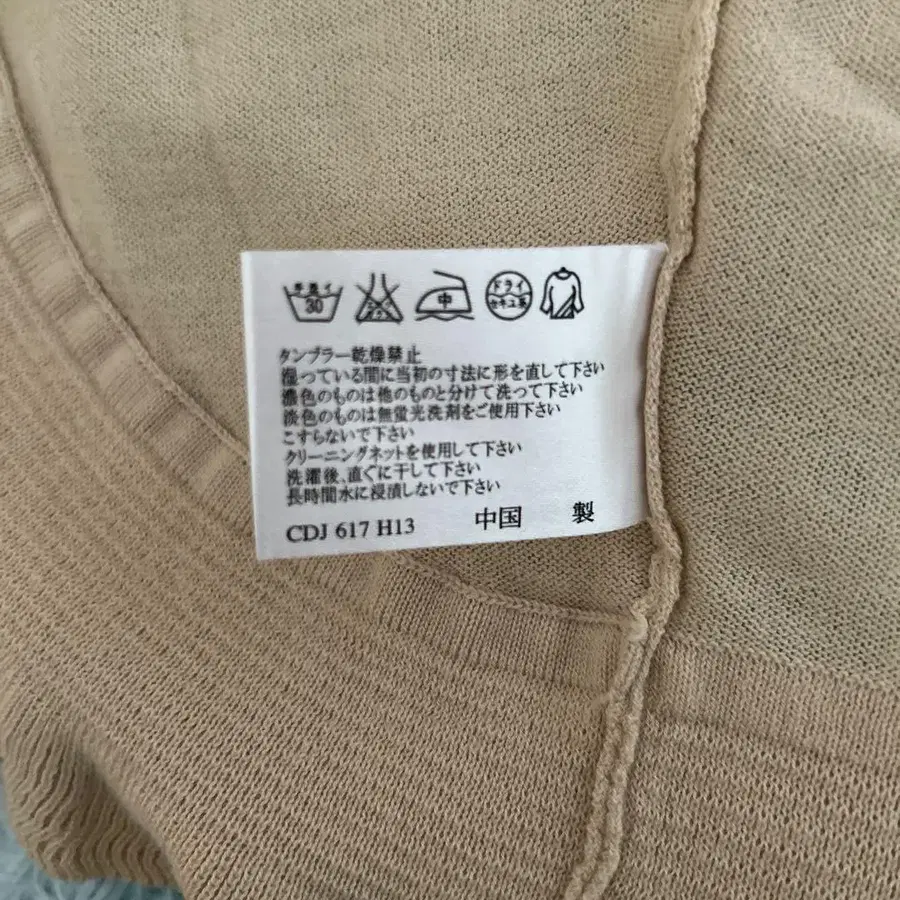 手洗イ
30
中
ドライ
セキユ系
タンブラー乾燥禁止
湿っている間に当初の寸法に形を直して下さい
濃色のものは他のものと分けて洗って下さい
淡色のものは無蛍光洗剤をご使用下さい
こすらないで下さい
クリーニングネットを使用して下さい
洗濯後、直ぐに干して下さい
長時間水に浸漬しないで下さい
CDJ 617 H13 中国 製